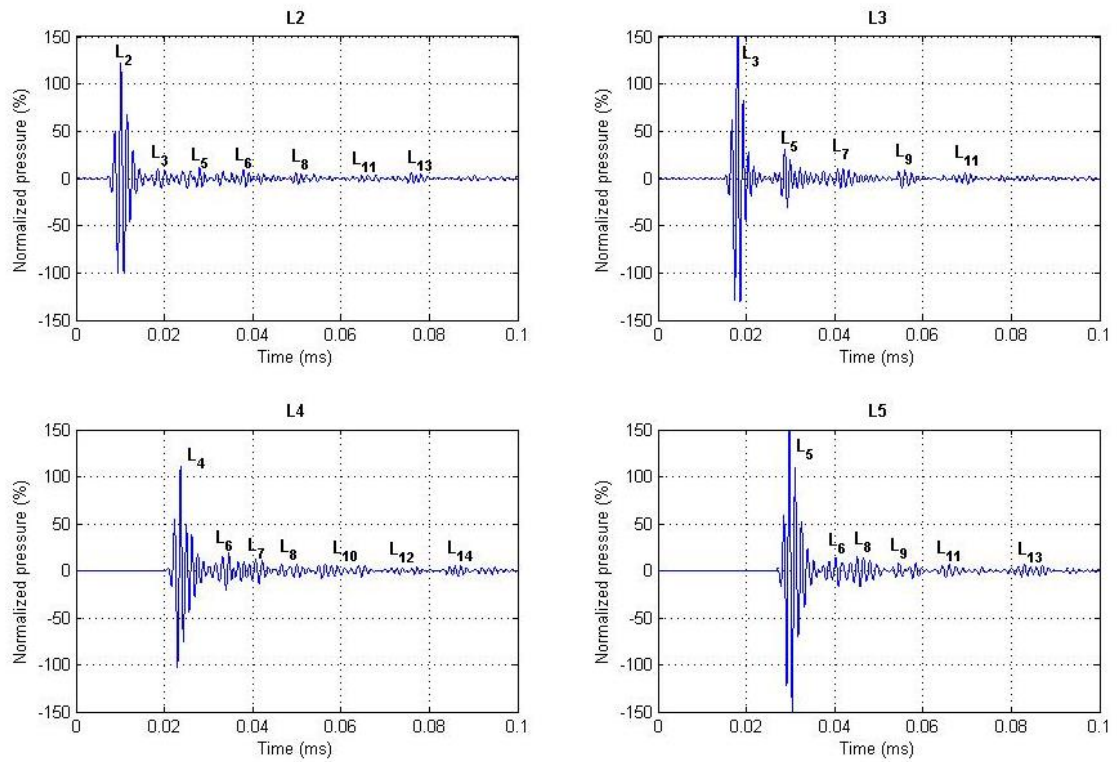 L2
L3
150
100
50
0
-50
-100
-150
Normalized pressure (%)
L₂
L₃
L₅
L₆
L₈
L₁₁
L₁₃
0
0.02
0.04
0.06
0.08
0.1
Time (ms)
150
100
50
0
-50
-100
-150
Normalized pressure (%)
L₃
L₅
L₇
L₉
L₁₁
0
0.02
0.04
0.06
0.08
0.1
Time (ms)
L4
L5
150
100
50
0
-50
-100
-150
Normalized pressure (%)
L₄
L₆
L₇
L₈
L₁₀
L₁₂
L₁₄
0
0.02
0.04
0.06
0.08
0.1
Time (ms)
150
100
50
0
-50
-100
-150
Normalized pressure (%)
L₅
L₆
L₈
L₉
L₁₁
L₁₃
0
0.02
0.04
0.06
0.08
0.1
Time (ms)